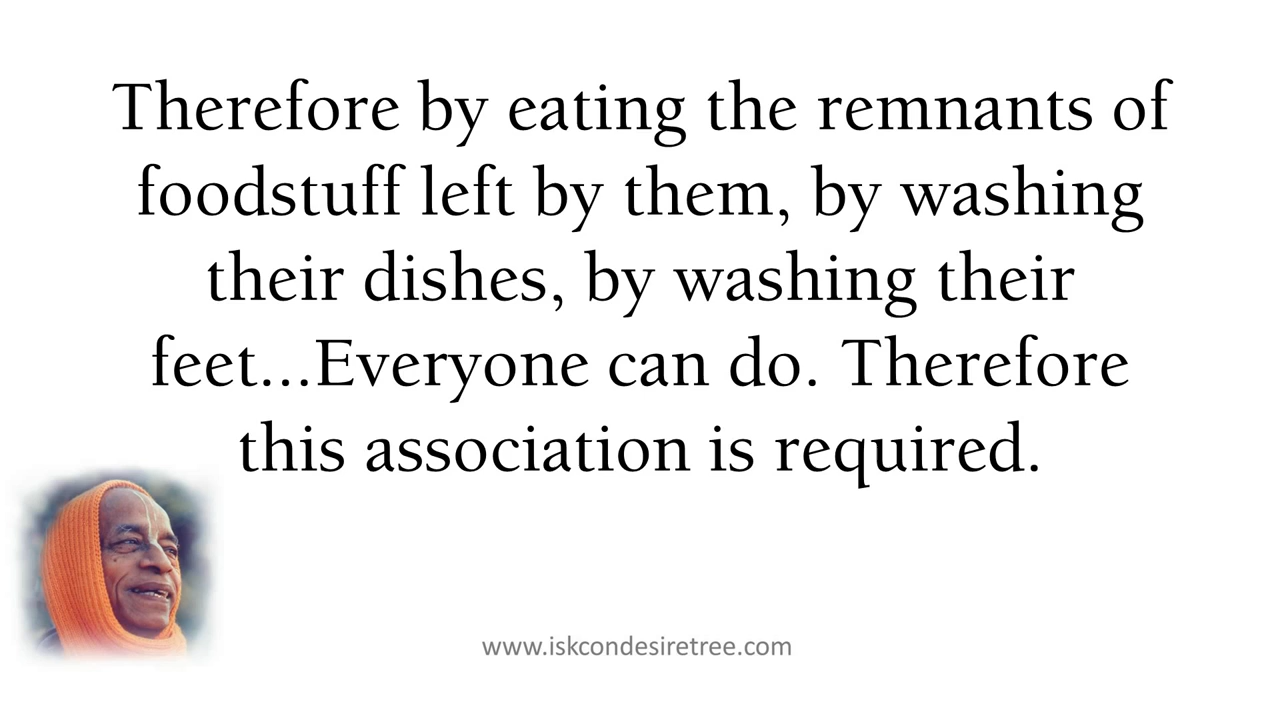 Therefore by eating the remnants of
foodstuff left by them, by washing
their dishes, by washing their
feet...Everyone can do. Therefore
this association is required.
www.iskcondesiretree.com